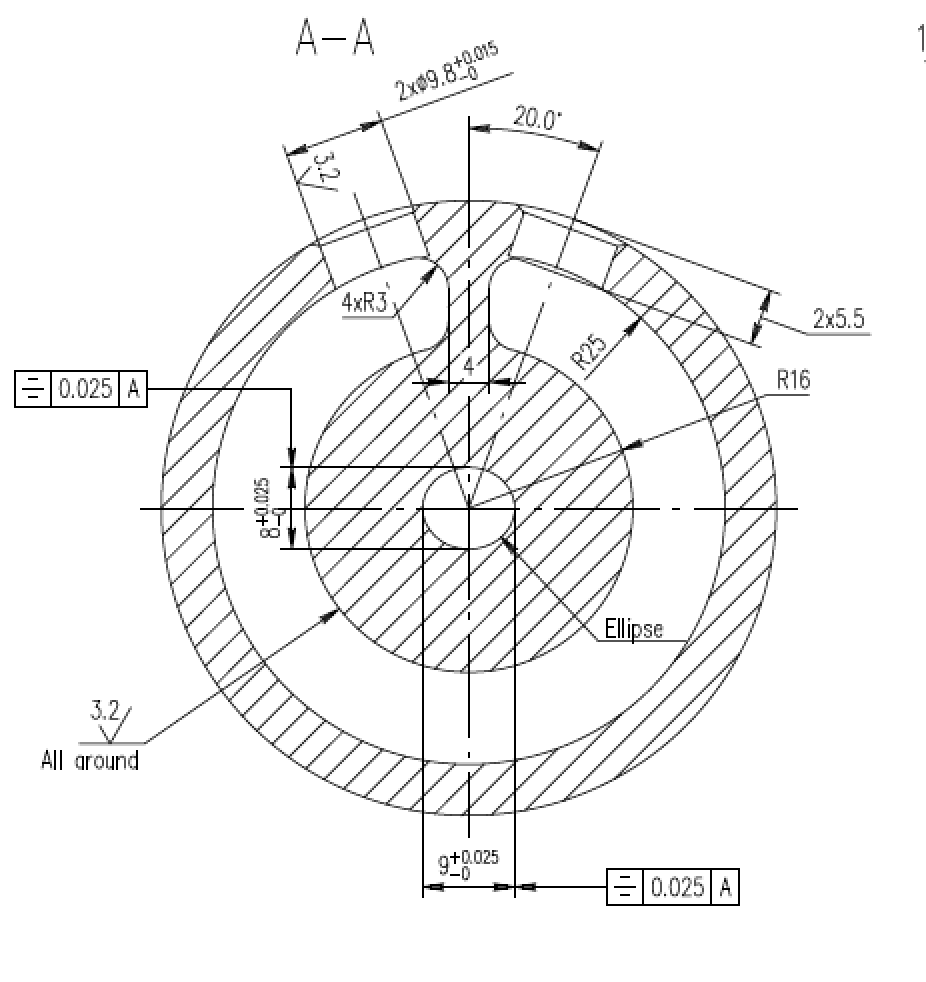 A-A
1
2xø9.8+0.015 -0
20.0°
3.2
4xR3
2x5.5
R25
4
R16
⌯ 0.025 A
8+0.025 -0
Ellipse
3.2
All around
9+0.025 -0
⌯ 0.025 A